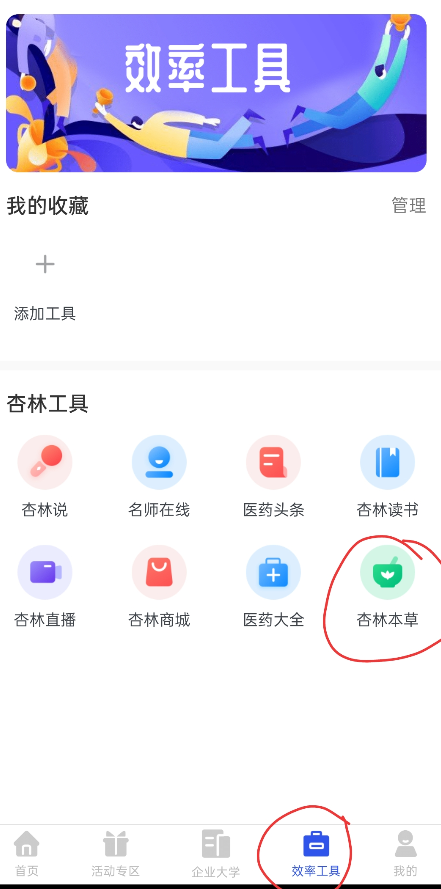 效率工具
我的收藏 管理
添加工具
杏林工具
杏林说 名师在线 医药头条 杏林读书
杏林直播 杏林商城 医药大全 杏林本草
首页 活动专区 企业大学 效率工具 我的